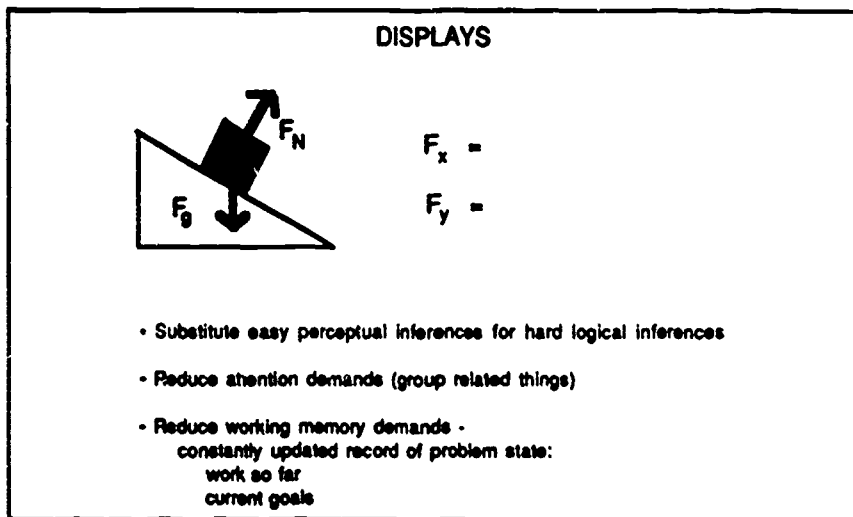 DISPLAYS
F_N
F_x =
F_g
F_y =
• Substitute easy perceptual inferences for hard logical inferences
• Reduce attention demands (group related things)
• Reduce working memory demands -
constantly updated record of problem state:
work so far
current goals